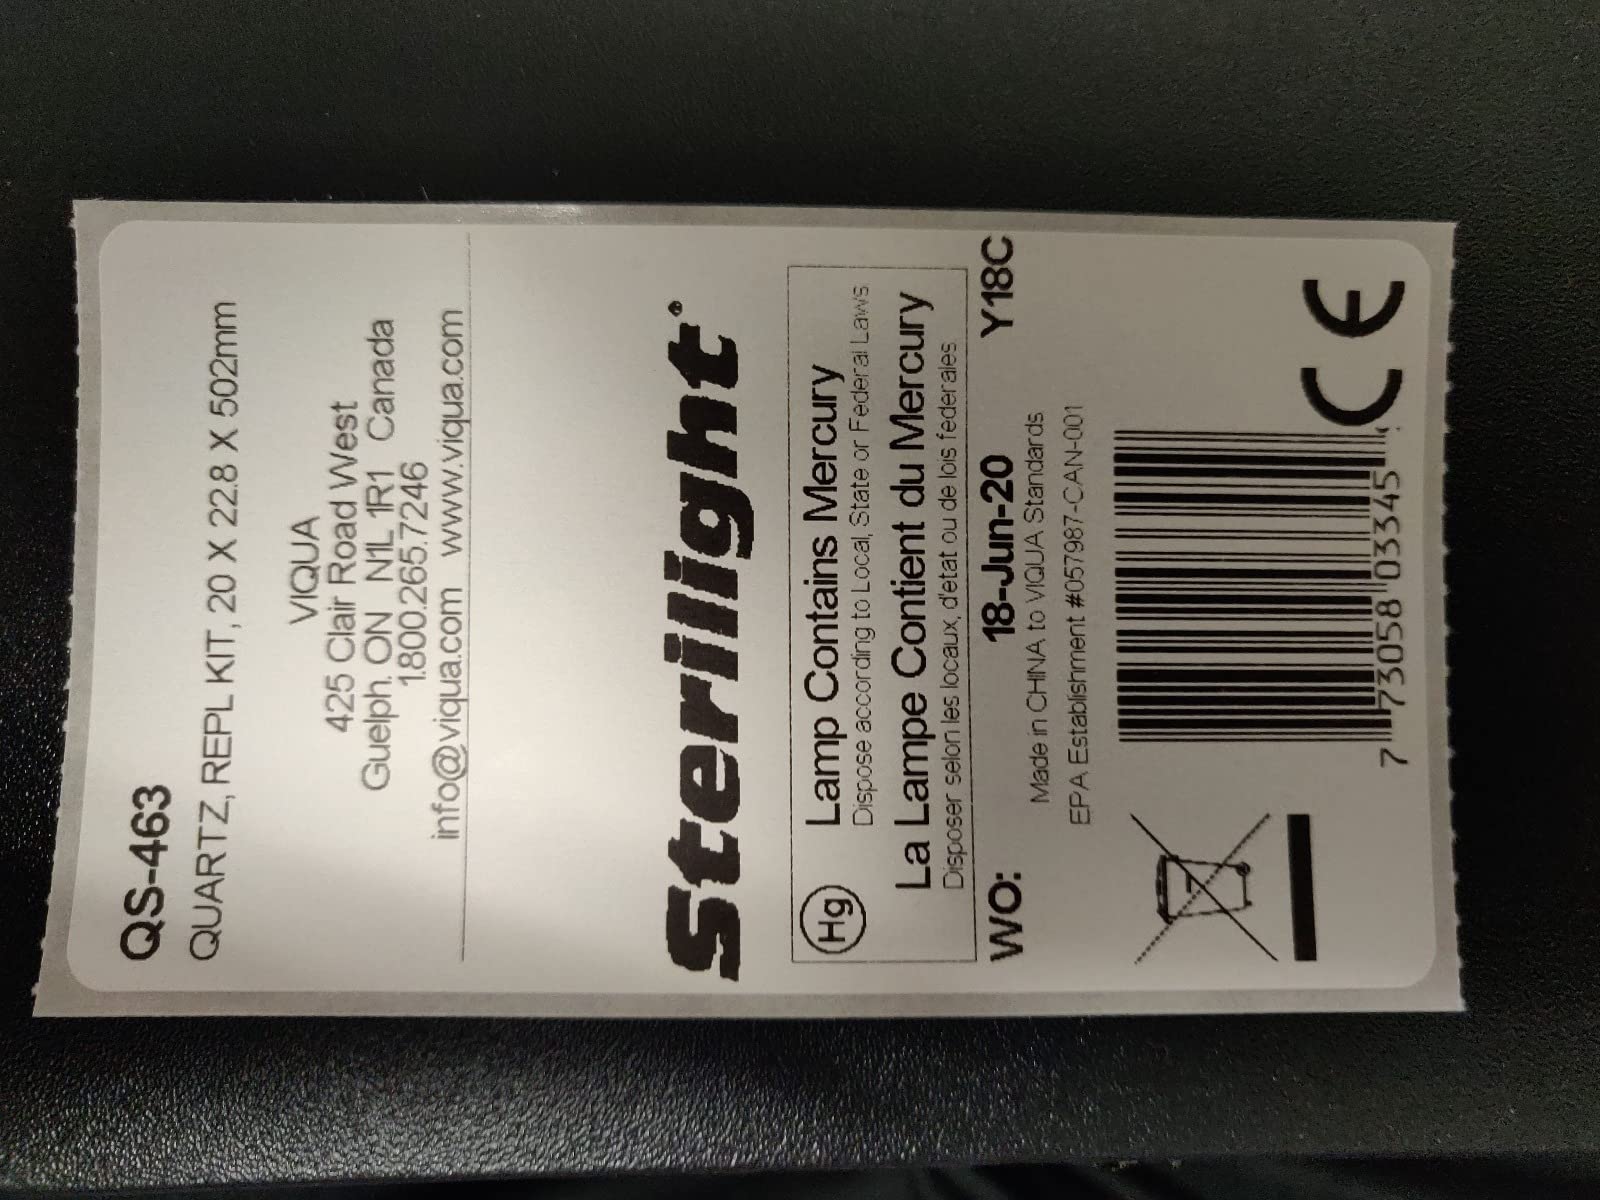 QS-463
QUARTZ, REPL KIT, 20 X 22.8 X 502mm
VIQUA
425 Clair Road West
Guelph. ON N1L 1R1 Canada
1.800.265.7246
info@viqua.com www.viqua.com
Sterilight®
Hg
Lamp Contains Mercury
Dispose according to Local, State or Federal Laws
La Lampe Contient du Mercury
Disposer selon les locaux, d'etat ou de lois federales
WO: 18-Jun-20 Y18C
Made in CHINA to VIQUA Standards
EPA Establishment #057987-CAN-001
7 73058 03345
CE